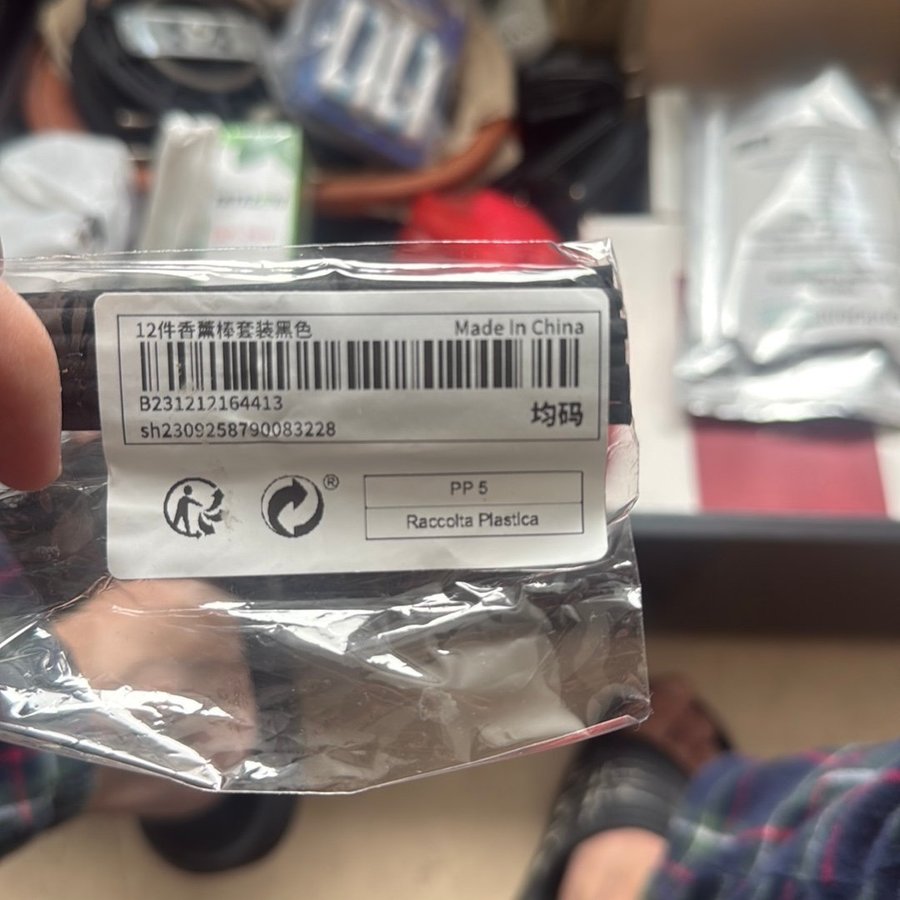 12件香薰棒套装黑色
Made In China
B231212164413
均码
sh2309258790083228
®
PP 5
Raccolta Plastica